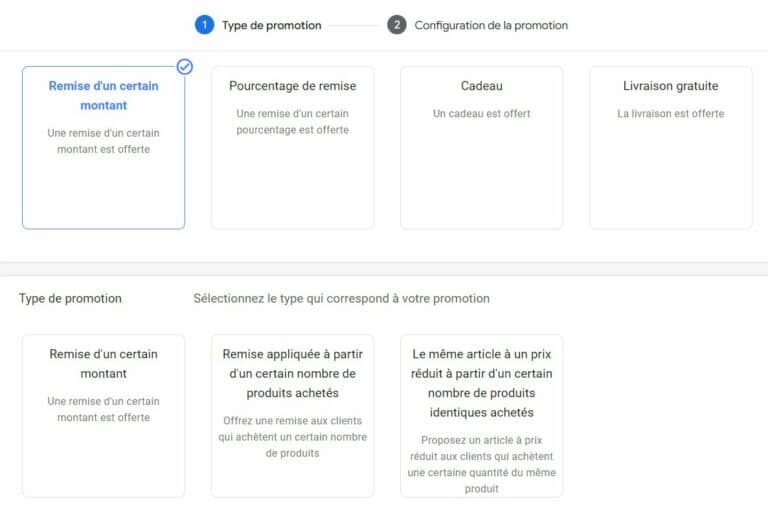 1 Type de promotion 2 Configuration de la promotion
Remise d'un certain
montant
Une remise d'un certain
montant est offerte
Pourcentage de remise
Une remise d'un certain
pourcentage est offerte
Cadeau
Un cadeau est offert
Livraison gratuite
La livraison est offerte
Type de promotion
Sélectionnez le type qui correspond à votre promotion
Remise d'un certain
montant
Une remise d'un certain
montant est offerte
Remise appliquée à partir
d'un certain nombre de
produits achetés
Offrez une remise aux clients
qui achètent un certain nombre
de produits
Le même article à un prix
réduit à partir d'un certain
nombre de produits
identiques achetés
Proposez un article à prix
réduit aux clients qui achètent
une certaine quantité du même
produit